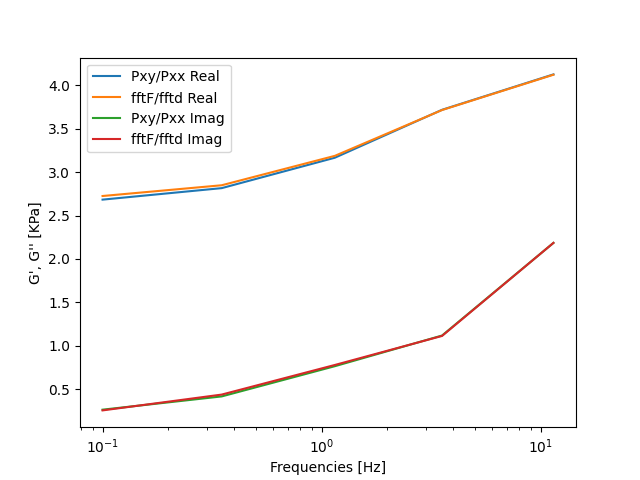 Pxy/Pxx Real
fftF/fftd Real
Pxy/Pxx Imag
fftF/fftd Imag
4.0
3.5
3.0
2.5
2.0
1.5
1.0
0.5
G', G'' [KPa]
10⁻¹ 10⁰ 10¹
Frequencies [Hz]